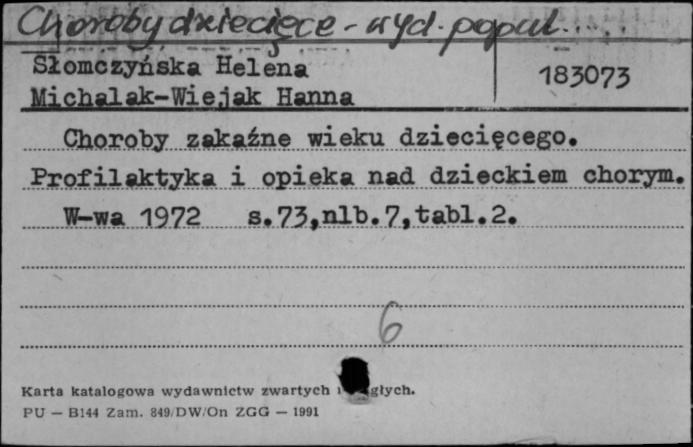 Choroby dziecięce - wyd. popul.
Słomczyńska Helena
183073
Michalak-Wiejak Hanna
Choroby zakaźne wieku dziecięcego.
Profilaktyka i opieka nad dzieckiem chorym.
W-wa 1972 s.73,nlb.7,tabl.2.
6
Karta katalogowa wydawnictw zwartych
PU — B144 Zam. 849/DW/On ZGG — 1991